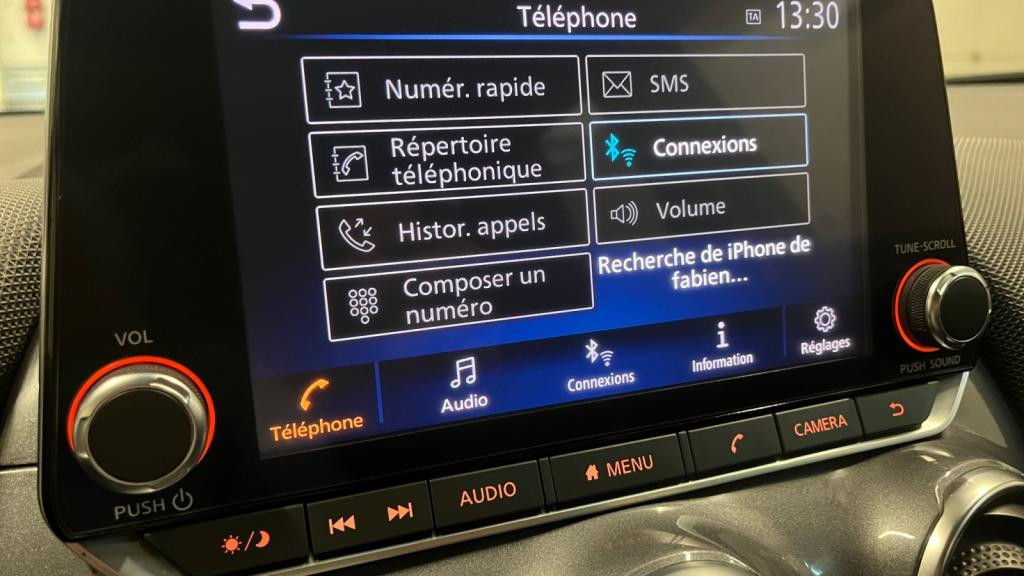 Téléphone
TA 13:30
Numér. rapide
SMS
Répertoire
téléphonique
Connexions
Histor. appels
Volume
Composer un
numéro
Recherche de iPhone de
fabien...
Téléphone
Audio
Connexions
Information
Réglages
VOL
PUSH
TUNE·SCROLL
PUSH SOUND
AUDIO
MENU
CAMERA